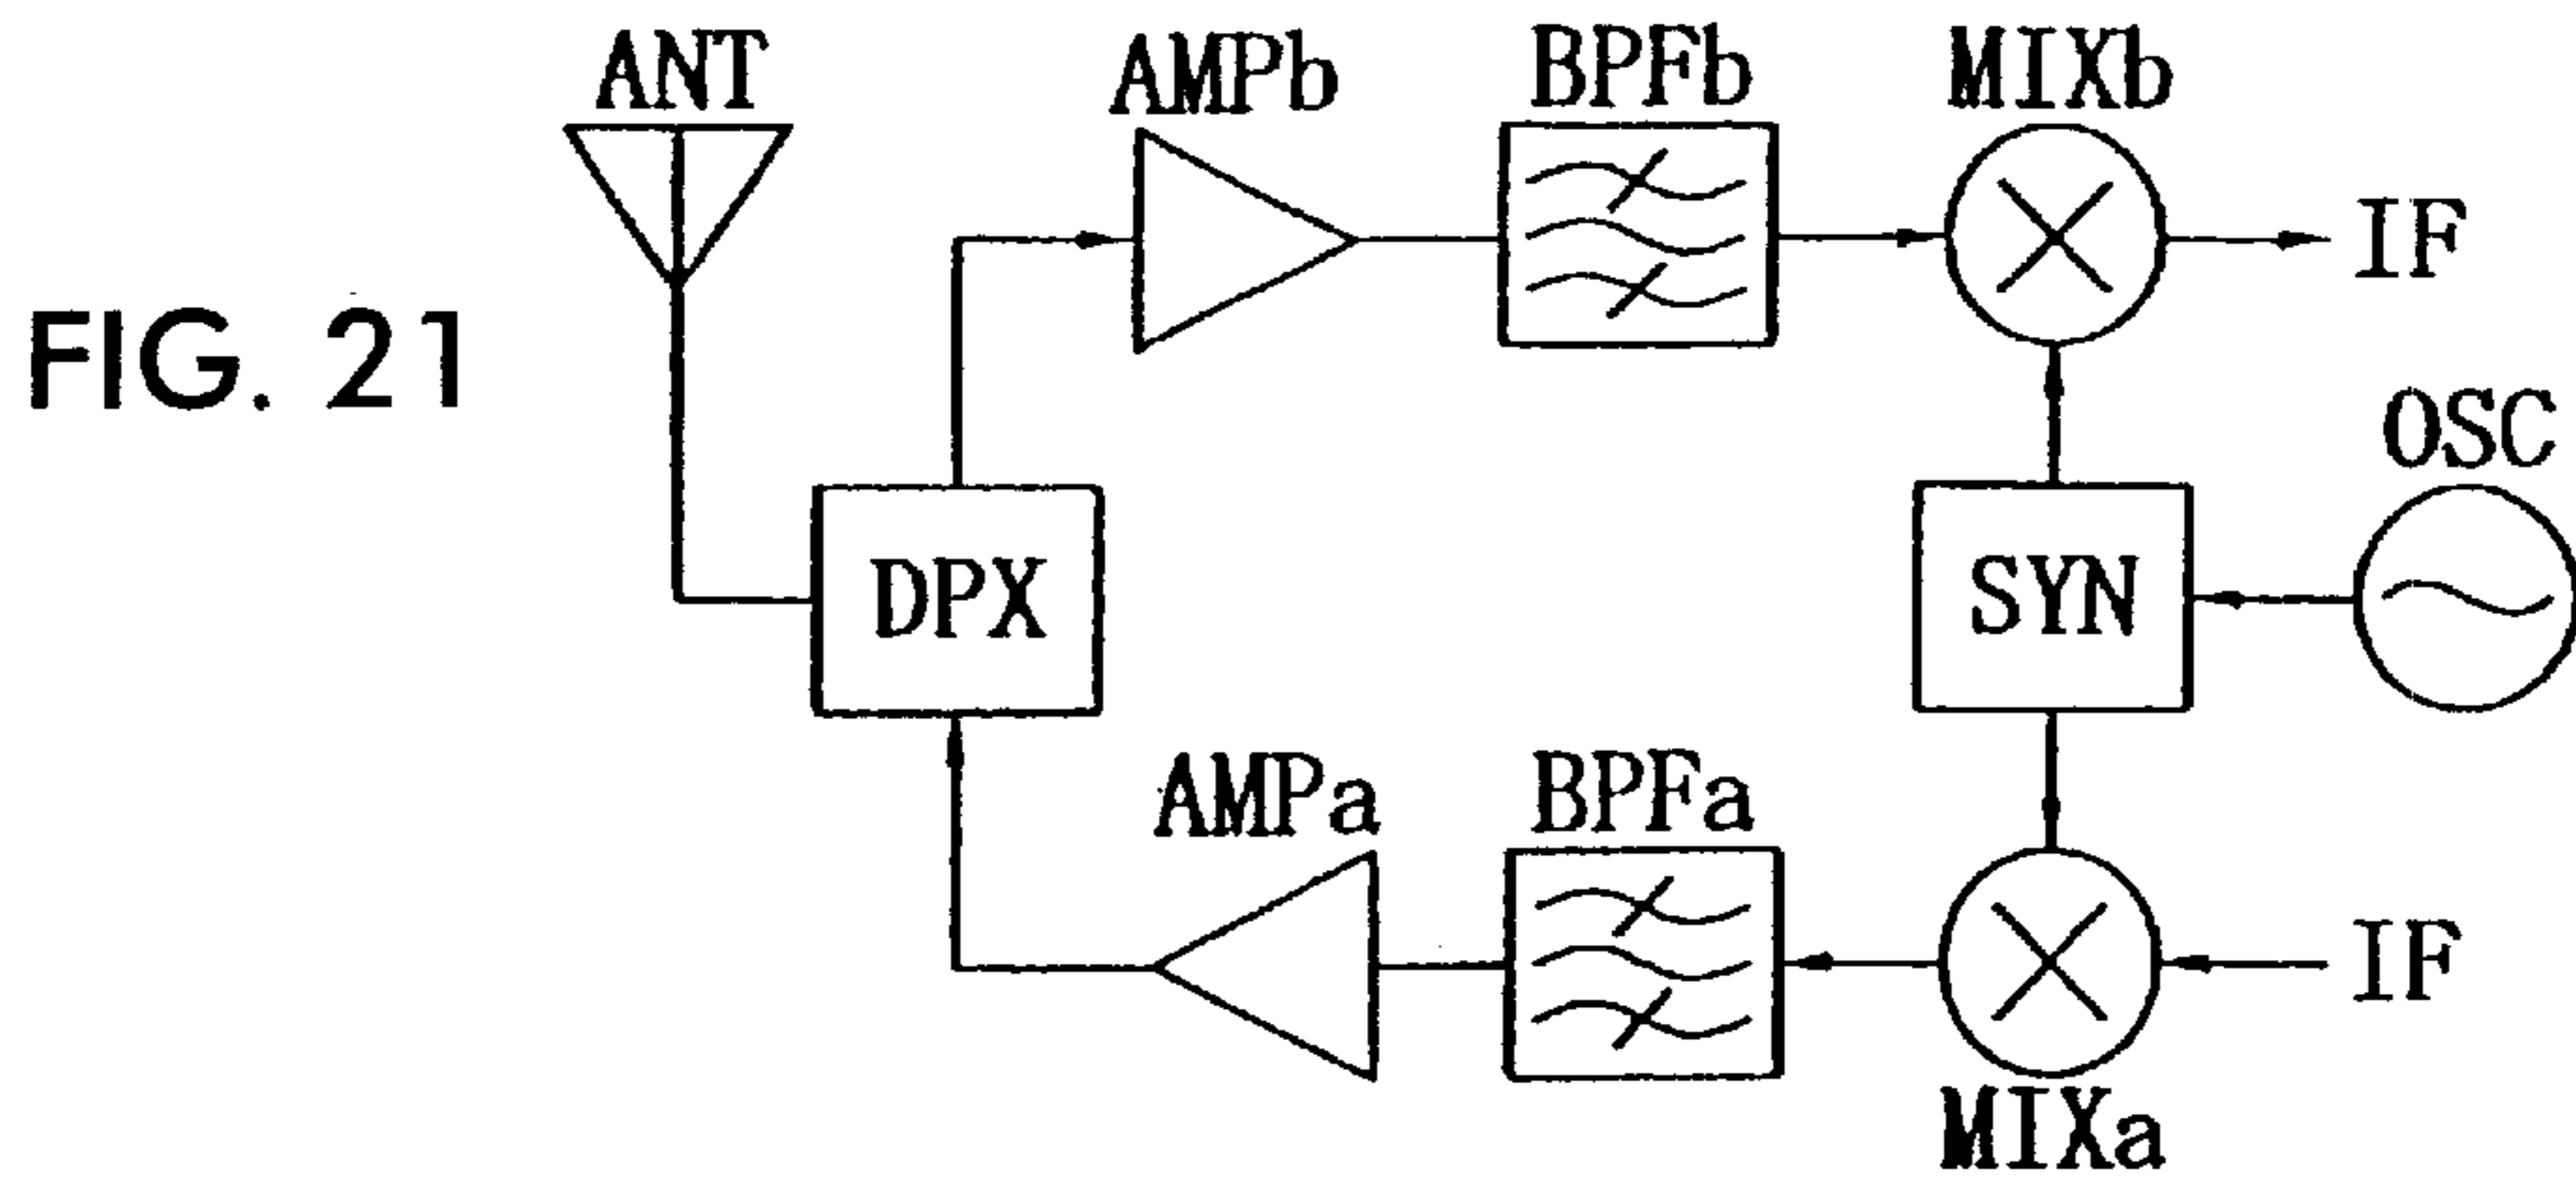 ANT
AMPb
BPFb
MIXb
IF
FIG. 21
OSC
DPX
SYN
AMPa
BPFa
IF
MIXa